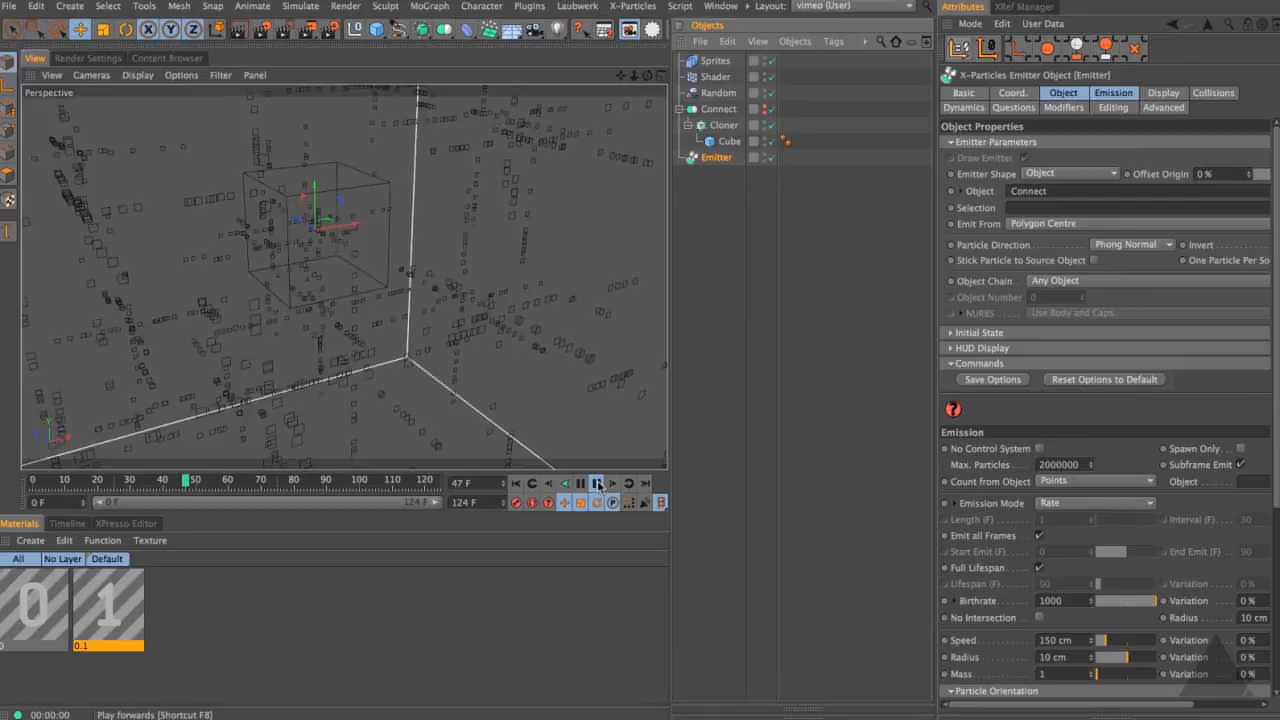 File Edit Create Select Tools Mesh Snap Animate Simulate Render Sculpt MoGraph Character Plugins Laubwerk X-Particles Script Window Layout: vimeo (User)
Attributes XRef Manager
Objects
File Edit View Objects Tags
Mode Edit User Data
View Render Settings Content Browser
View Cameras Display Options Filter Panel
Perspective
Sprites
Shader
Random
Connect
Cloner
Cube
Emitter
X-Particles Emitter Object [Emitter]
Basic Coord. Object Emission Display Collisions
Dynamics Questions Modifiers Editing Advanced
Object Properties
Emitter Parameters
Draw Emitter
Emitter Shape Object Offset Origin 0 %
Object Connect
Selection
Emit From Polygon Centre
Particle Direction Phong Normal Invert
Stick Particle to Source Object One Particle Per So
Object Chain Any Object
Object Number 0
NURBS Use Body and Caps
Initial State
HUD Display
Commands
Save Options Reset Options to Default
Emission
No Control System Spawn Only
Max. Particles 2000000 Subframe Emit
Count from Object Points Object
Emission Mode Rate
Length (F) 1 Interval (F) 30
Emit all Frames
Start Emit (F) 0 End Emit (F) 90
Full Lifespan
Lifespan (F) 90 Variation 0 %
Birthrate 1000 Variation 0 %
No Intersection Radius 10 cm
Speed 150 cm Variation 0 %
Radius 10 cm Variation 0 %
Mass 1 Variation 0 %
Particle Orientation
Y
0 10 20 30 40 50 60 70 80 90 100 110 120 47 F
0 F 0 F 124 F 124 F
Materials Timeline XPresso Editor
Create Edit Function Texture
All No Layer Default
0 1
0 0.1
00:00:00 Play forwards [Shortcut F8]